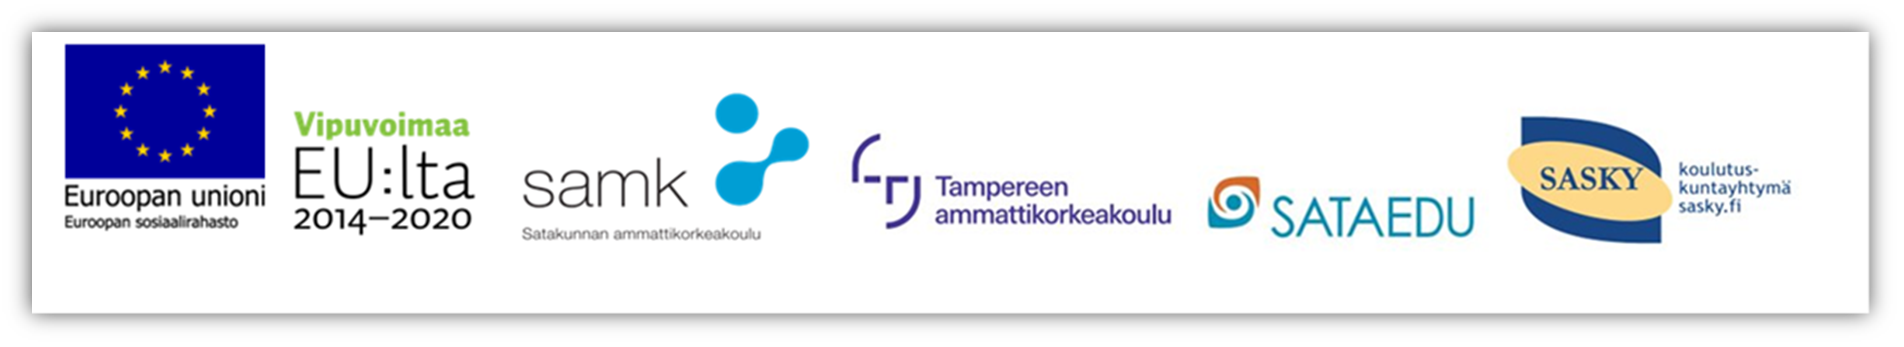 Euroopan unioni
Euroopan sosiaalirahasto
Vipuvoimaa
EU:lta
2014–2020
samk
Satakunnan ammattikorkeakoulu
Tampereen
ammattikorkeakoulu
SATAEDU
SASKY
koulutus-
kuntayhtymä
sasky.fi